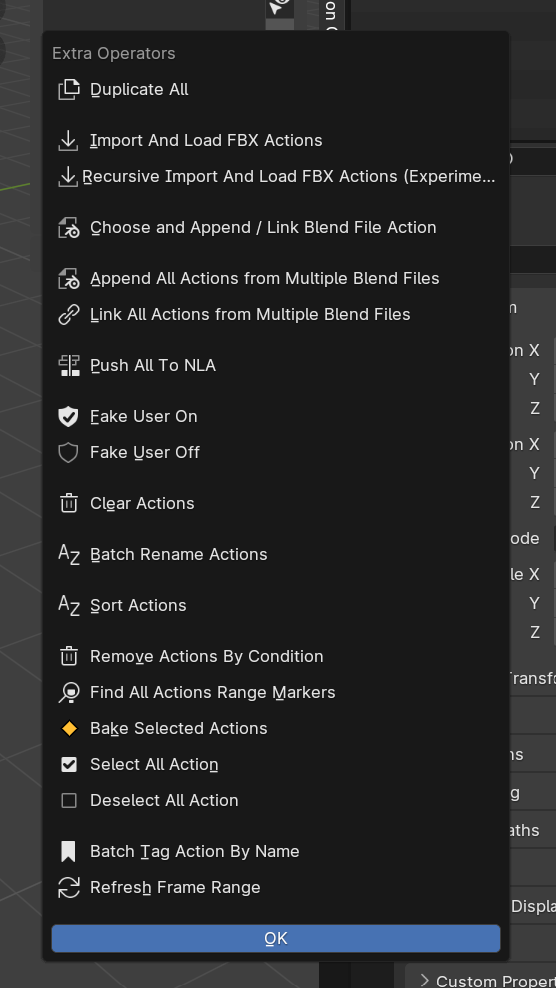 on C
Extra Operators
Duplicate All
Import And Load FBX Actions
Recursive Import And Load FBX Actions (Experime...
Choose and Append / Link Blend File Action
Append All Actions from Multiple Blend Files
Link All Actions from Multiple Blend Files
Push All To NLA
Fake User On
Fake User Off
Clear Actions
Batch Rename Actions
Sort Actions
Remove Actions By Condition
Find All Actions Range Markers
Bake Selected Actions
Select All Action
Deselect All Action
Batch Tag Action By Name
Refresh Frame Range
OK
on X
Y
Z
on X
Y
Z
ode
le X
Y
Z
Transfo
ns
g
aths
Displa
Custom Propert